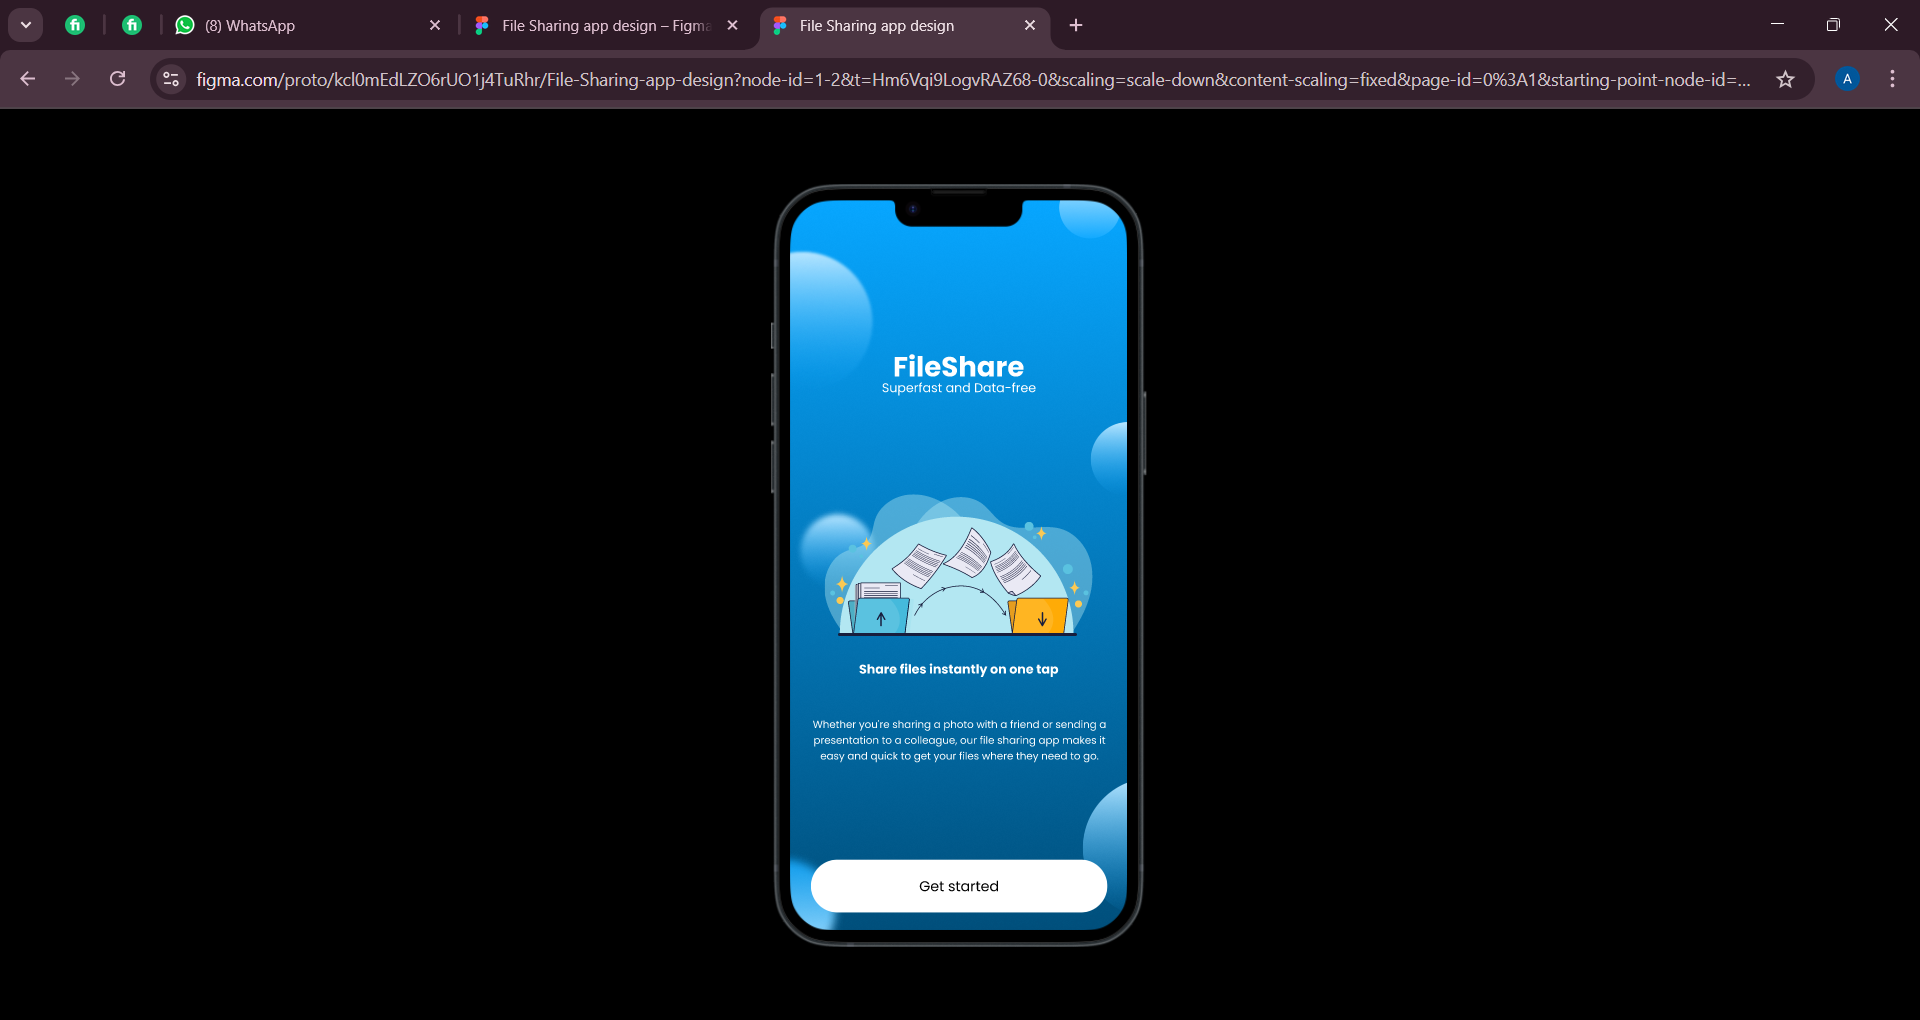 (8) WhatsApp
File Sharing app design – Figma
File Sharing app design
figma.com/proto/kcl0mEdLZO6rUO1j4TuRhr/File-Sharing-app-design?node-id=1-2&t=Hm6Vqi9LogvRAZ68-0&scaling=scale-down&content-scaling=fixed&page-id=0%3A1&starting-point-node-id=...
A
FileShare
Superfast and Data-free
Share files instantly on one tap
Whether you're sharing a photo with a friend or sending a
presentation to a colleague, our file sharing app makes it
easy and quick to get your files where they need to go.
Get started